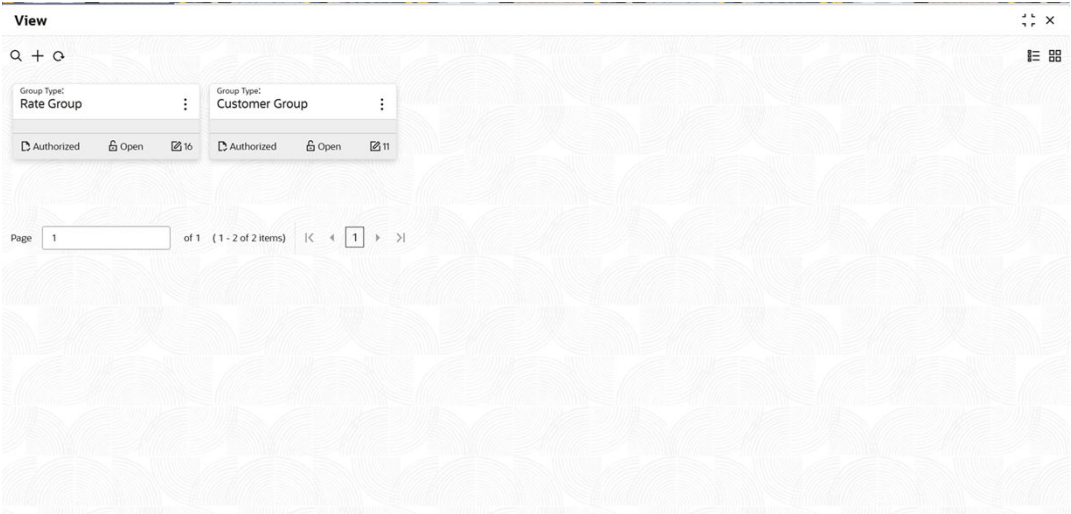 View
Group Type:
Rate Group
Group Type:
Customer Group
Authorized Open 16
Authorized Open 11
Page 1 of 1 (1 - 2 of 2 items) 1